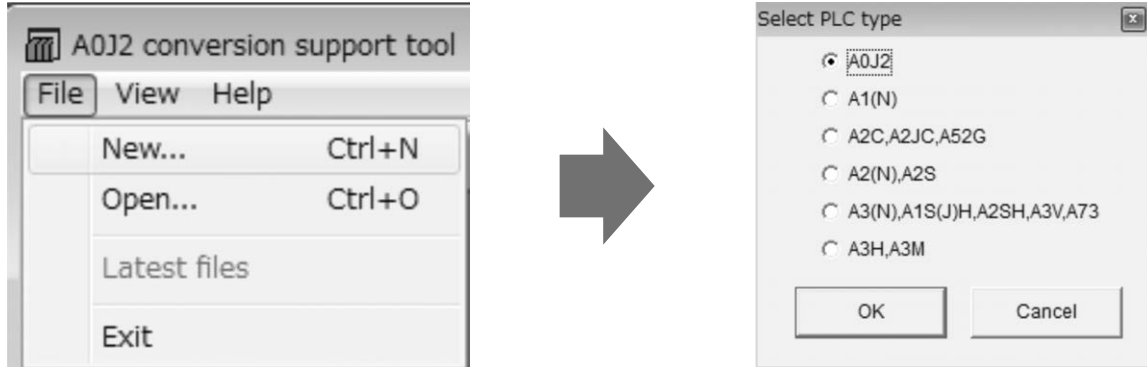 A0J2 conversion support tool
File View Help
New... Ctrl+N
Open... Ctrl+O
Latest files
Exit
Select PLC type
A0J2
A1(N)
A2C,A2JC,A52G
A2(N),A2S
A3(N),A1S(J)H,A2SH,A3V,A73
A3H,A3M
OK Cancel